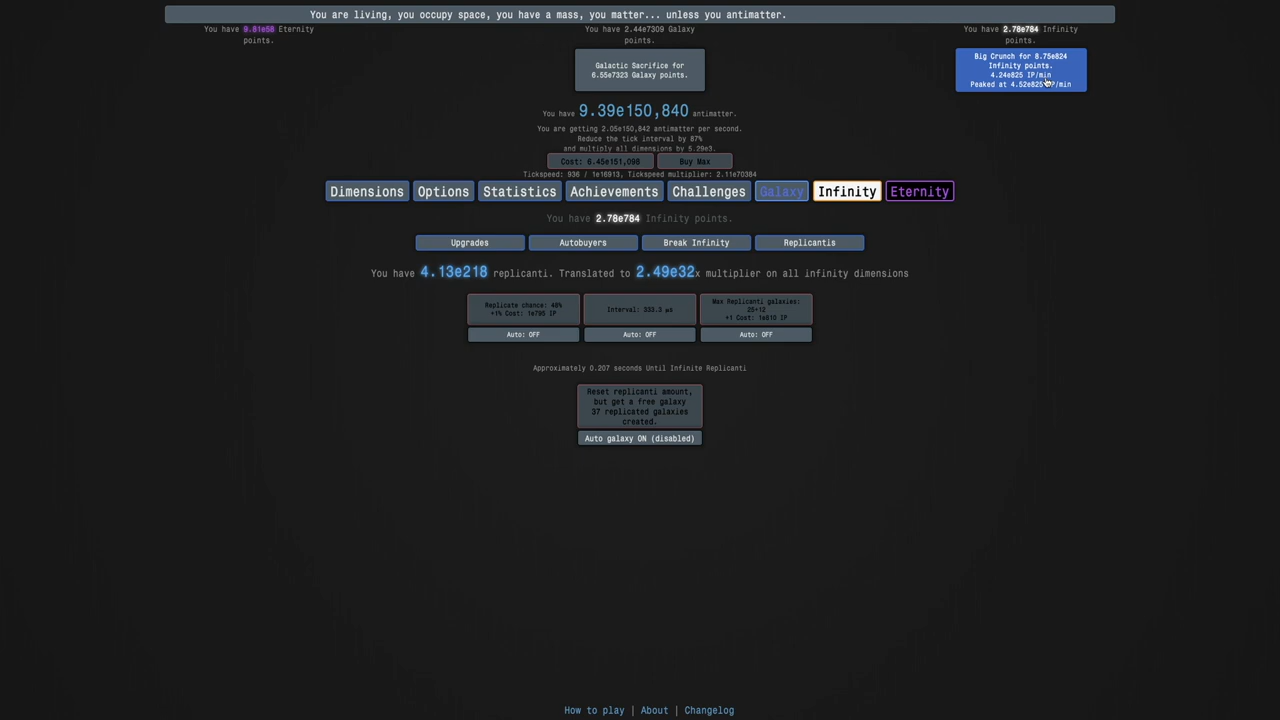 You are living, you occupy space, you have a mass, you matter... unless you antimatter.
You have 9.81e58 Eternity
points.
You have 2.44e7309 Galaxy
points.
You have 2.78e784 Infinity
points.
Galactic Sacrifice for
6.55e7323 Galaxy points.
Big Crunch for 8.75e824
Infinity points.
4.24e825 IP/min
Peaked at 4.52e825 IP/min
You have 9.39e150,840 antimatter.
You are getting 2.05e150,842 antimatter per second.
Reduce the tick interval by 87%
and multiply all dimensions by 5.29e3.
Cost: 6.45e151,098
Buy Max
Tickspeed: 936 / 1e16913, Tickspeed multiplier: 2.11e70384
Dimensions
Options
Statistics
Achievements
Challenges
Galaxy
Infinity
Eternity
You have 2.78e784 Infinity points.
Upgrades
Autobuyers
Break Infinity
Replicantis
You have 4.13e218 replicanti. Translated to 2.49e32x multiplier on all infinity dimensions
Replicate chance: 48%
+1% Cost: 1e795 IP
Interval: 333.3 µs
Max Replicanti galaxies:
25+12
+1 Cost: 1e810 IP
Auto: OFF
Auto: OFF
Auto: OFF
Approximately 0.207 seconds Until Infinite Replicanti
Reset replicanti amount,
but get a free galaxy
37 replicated galaxies
created.
Auto galaxy ON (disabled)
How to play | About | Changelog